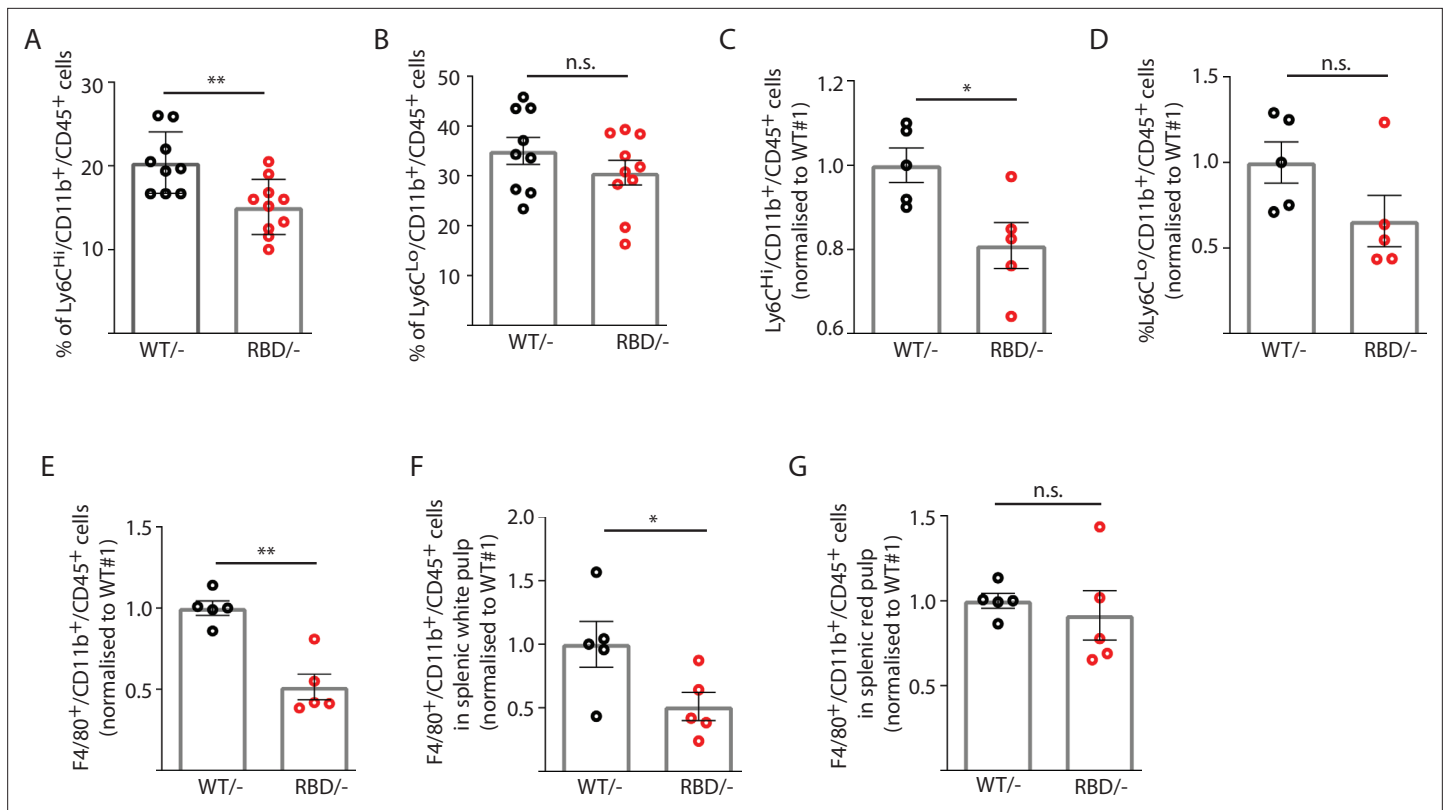 A
% of Ly6CHi/CD11b+/CD45+ cells
30
20
10
**
WT/-
RBD/-
B
% of Ly6CLo/CD11b+/CD45+ cells
50
40
30
20
10
n.s.
WT/-
RBD/-
C
Ly6CHi/CD11b+/CD45+ cells
(normalised to WT#1)
1.2
1.0
0.8
0.6
*
WT/-
RBD/-
D
%Ly6CLo/CD11b+/CD45+ cells
(normalised to WT#1)
1.5
1.0
0.5
n.s.
WT/-
RBD/-
E
F4/80+/CD11b+/CD45+ cells
(normalised to WT#1)
1.5
1.0
0.5
**
WT/-
RBD/-
F
F4/80+/CD11b+/CD45+ cells
in splenic white pulp
(normalised to WT#1)
2.0
1.5
1.0
0.5
*
WT/-
RBD/-
G
F4/80+/CD11b+/CD45+ cells
in splenic red pulp
(normalised to WT#1)
1.5
1.0
0.5
n.s.
WT/-
RBD/-